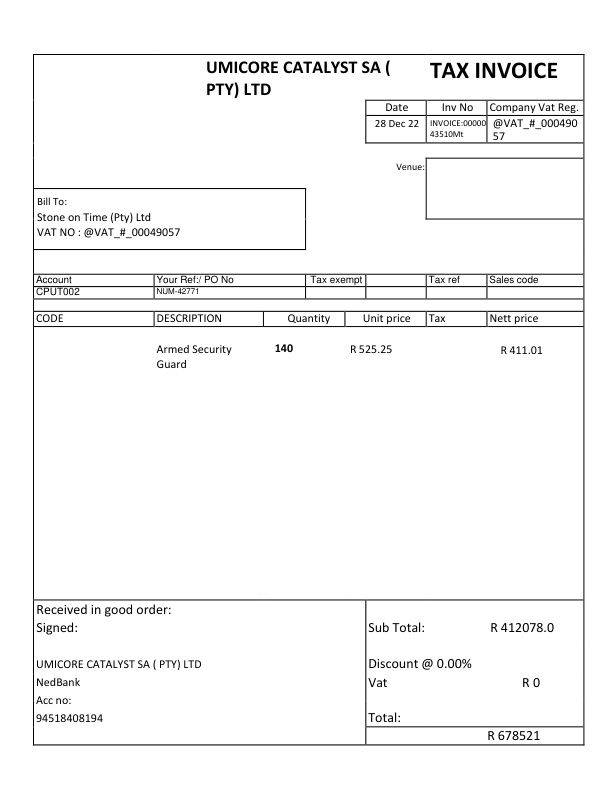 UMICORE CATALYST SA (
PTY) LTD
TAX INVOICE
Date Inv No Company Vat Reg.
28 Dec 22 INVOICE:00000
43510Mt @VAT_#_000490
57
Venue:
Bill To:
Stone on Time (Pty) Ltd
VAT NO : @VAT_#_00049057
Account Your Ref:/ PO No Tax exempt Tax ref Sales code
CPUT002 NUM-42771
CODE DESCRIPTION Quantity Unit price Tax Nett price
Armed Security
Guard 140 R 525.25 R 411.01
Received in good order:
Signed: Sub Total: R 412078.0
UMICORE CATALYST SA ( PTY) LTD Discount @ 0.00%
NedBank Vat R 0
Acc no:
94518408194 Total:
R 678521